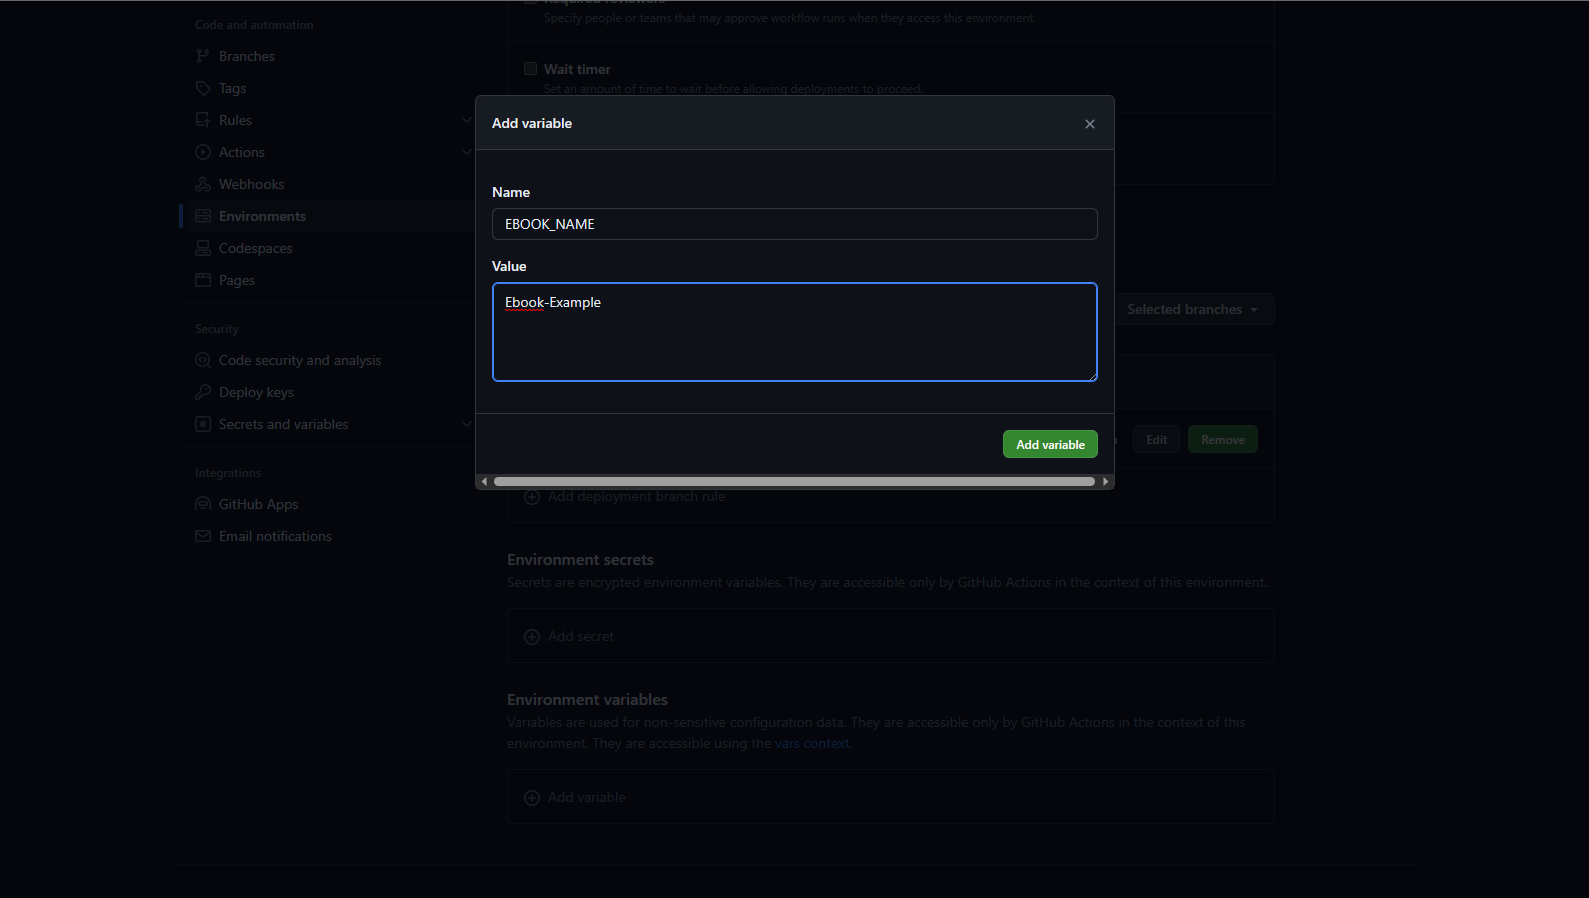 Code and automation
Branches
Tags
Rules
Actions
Webhooks
Environments
Codespaces
Pages
Security
Code security and analysis
Deploy keys
Secrets and variables
Integrations
GitHub Apps
Email notifications
Required reviewers
Specify people or teams that may approve workflow runs when they access this environment.
Wait timer
Set an amount of time to wait before allowing deployments to proceed.
Add variable
Name
EBOOK_NAME
Value
Ebook-Example
Add variable
Selected branches
Edit
Remove
Add deployment branch rule
Environment secrets
Secrets are encrypted environment variables. They are accessible only by GitHub Actions in the context of this environment.
Add secret
Environment variables
Variables are used for non-sensitive configuration data. They are accessible only by GitHub Actions in the context of this
environment. They are accessible using the vars context.
Add variable